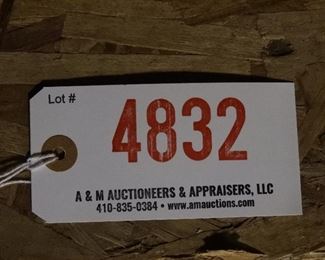 Lot #
4832
A & M AUCTIONEERS & APPRAISERS, LLC
410-835-0384 • www.amauctions.com